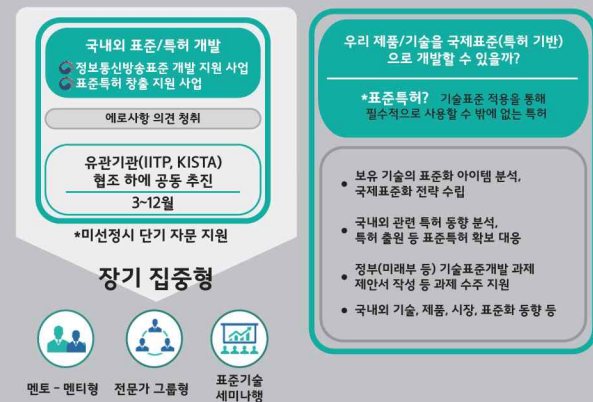 국내외 표준/특허 개발
정보통신방송표준 개발 지원 사업
표준특허 창출 지원 사업
에로사항 의견 청취
유관기관(IITP, KISTA)
협조 하에 공동 추진
3~12월
*미선정시 단기 자문 지원
장기 집중형
멘토 - 멘티형
전문가 그룹형
표준기술
세미나행
우리 제품/기술을 국제표준(특허 기반)
으로 개발할 수 있을까?
*표준특허? 기술표준 적용을 통해
필수적으로 사용할 수 밖에 없는 특허
• 보유 기술의 표준화 아이템 분석,
국제표준화 전략 수립
• 국내외 관련 특허 동향 분석,
특허 출원 등 표준특허 확보 대응
• 정부(미래부 등) 기술표준개발 과제
제안서 작성 등 과제 수주 지원
• 국내외 기술, 제품, 시장, 표준화 동향 등